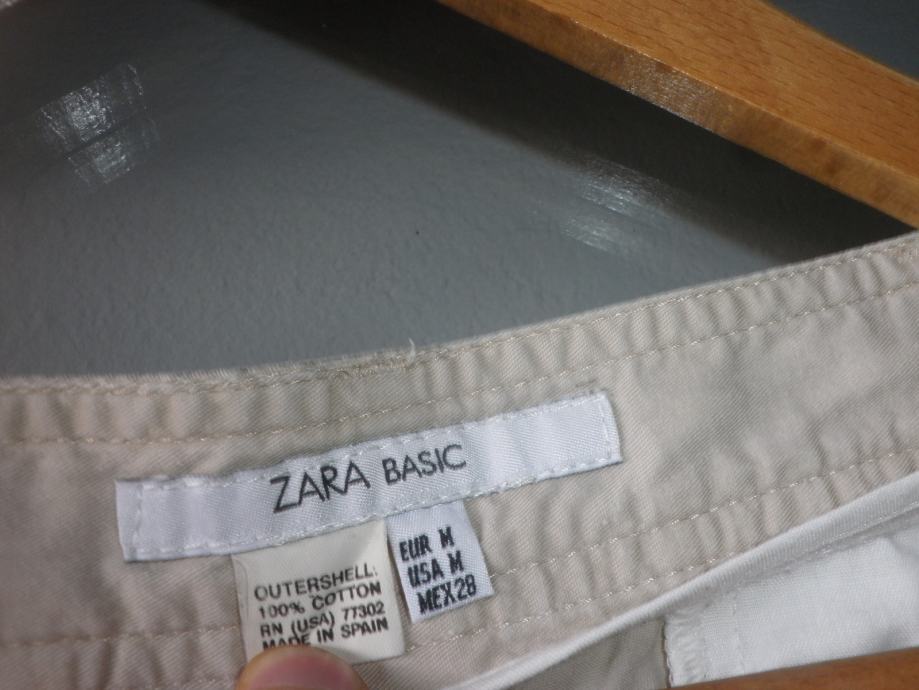 ZARA BASIC
OUTERSHELL:
100% COTTON
RN (USA) 77302
MADE IN SPAIN
EUR M
USA M
MEX 28